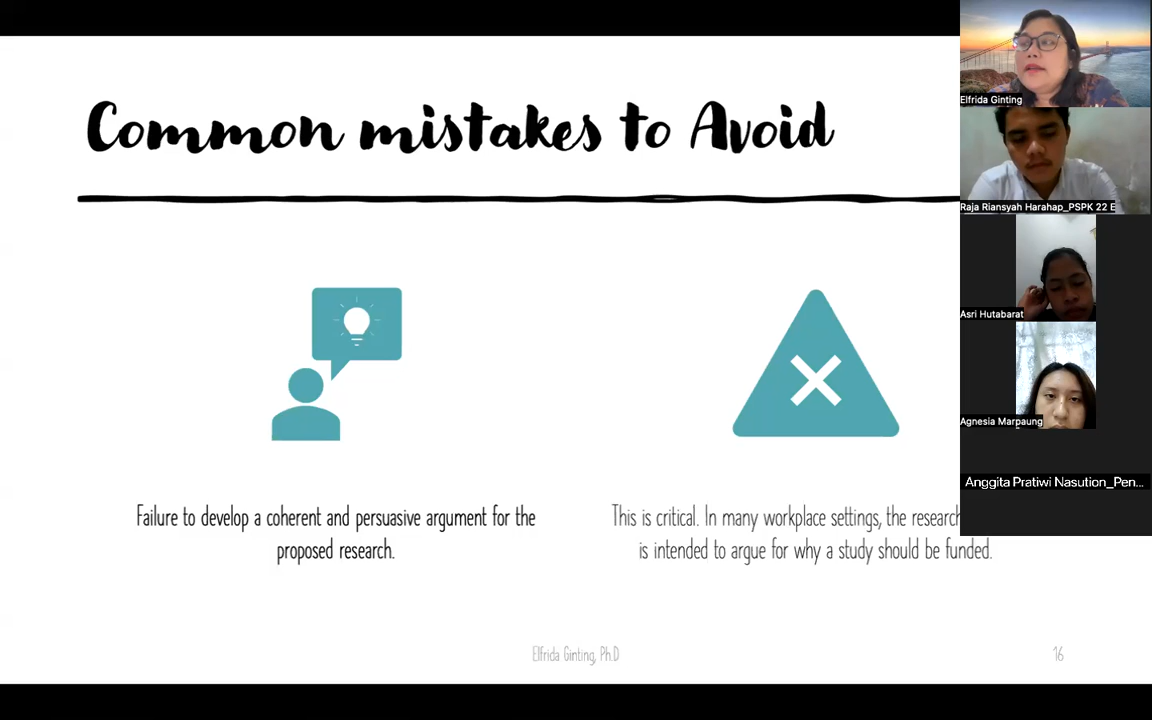 Common mistakes to Avoid
Failure to develop a coherent and persuasive argument for the
proposed research.
This is critical. In many workplace settings, the research
is intended to argue for why a study should be funded.
Elfrida Ginting, Ph.D
16
Elfrida Ginting
Raja Riansyah Harahap_PSPK 22 E
Asri Hutabarat
Agnesia Marpaung
Anggita Pratiwi Nasution_Pen...